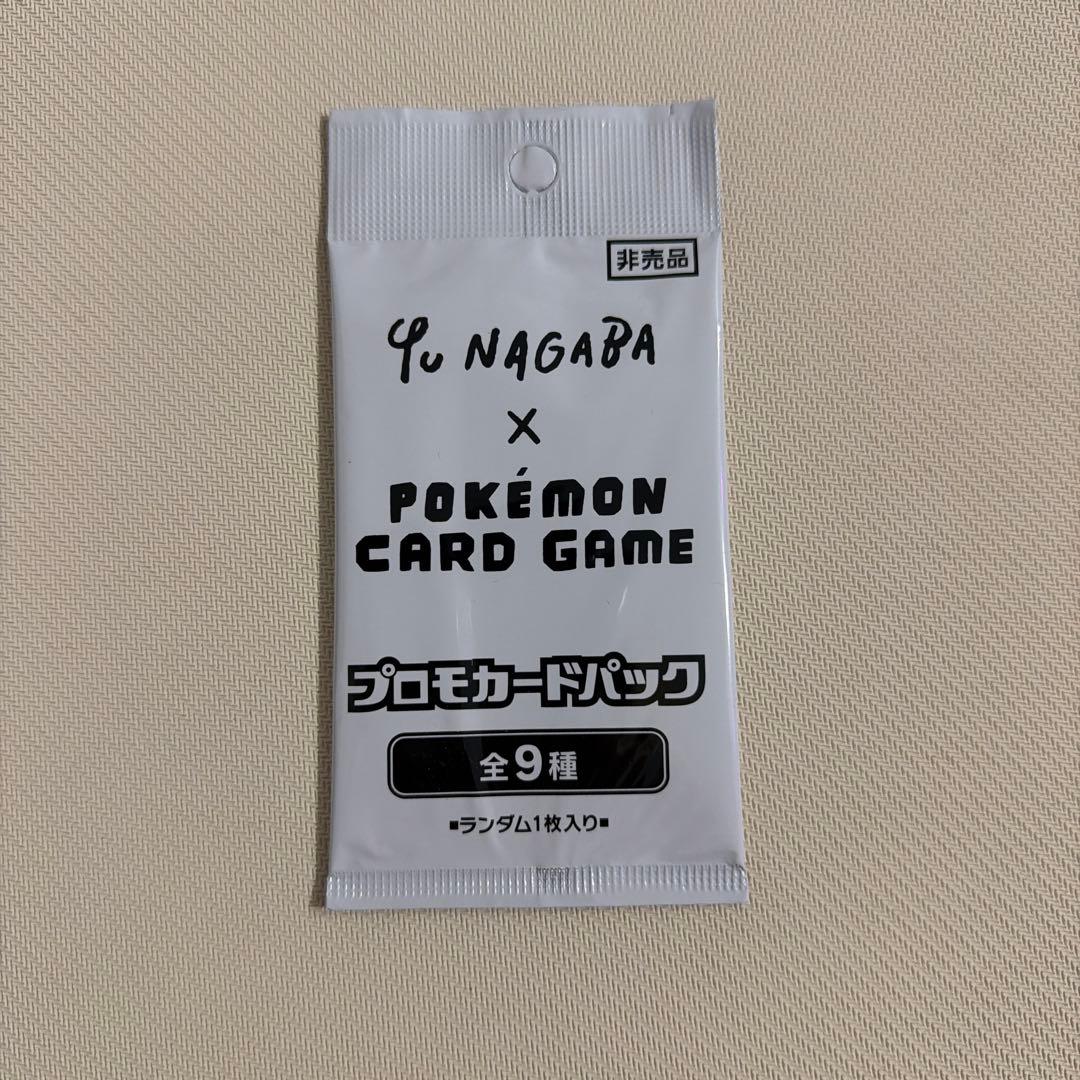 非売品
Yu NAGABA
×
POKÉMON
CARD GAME
プロモカードパック
全9種
■ランダム1枚入り■